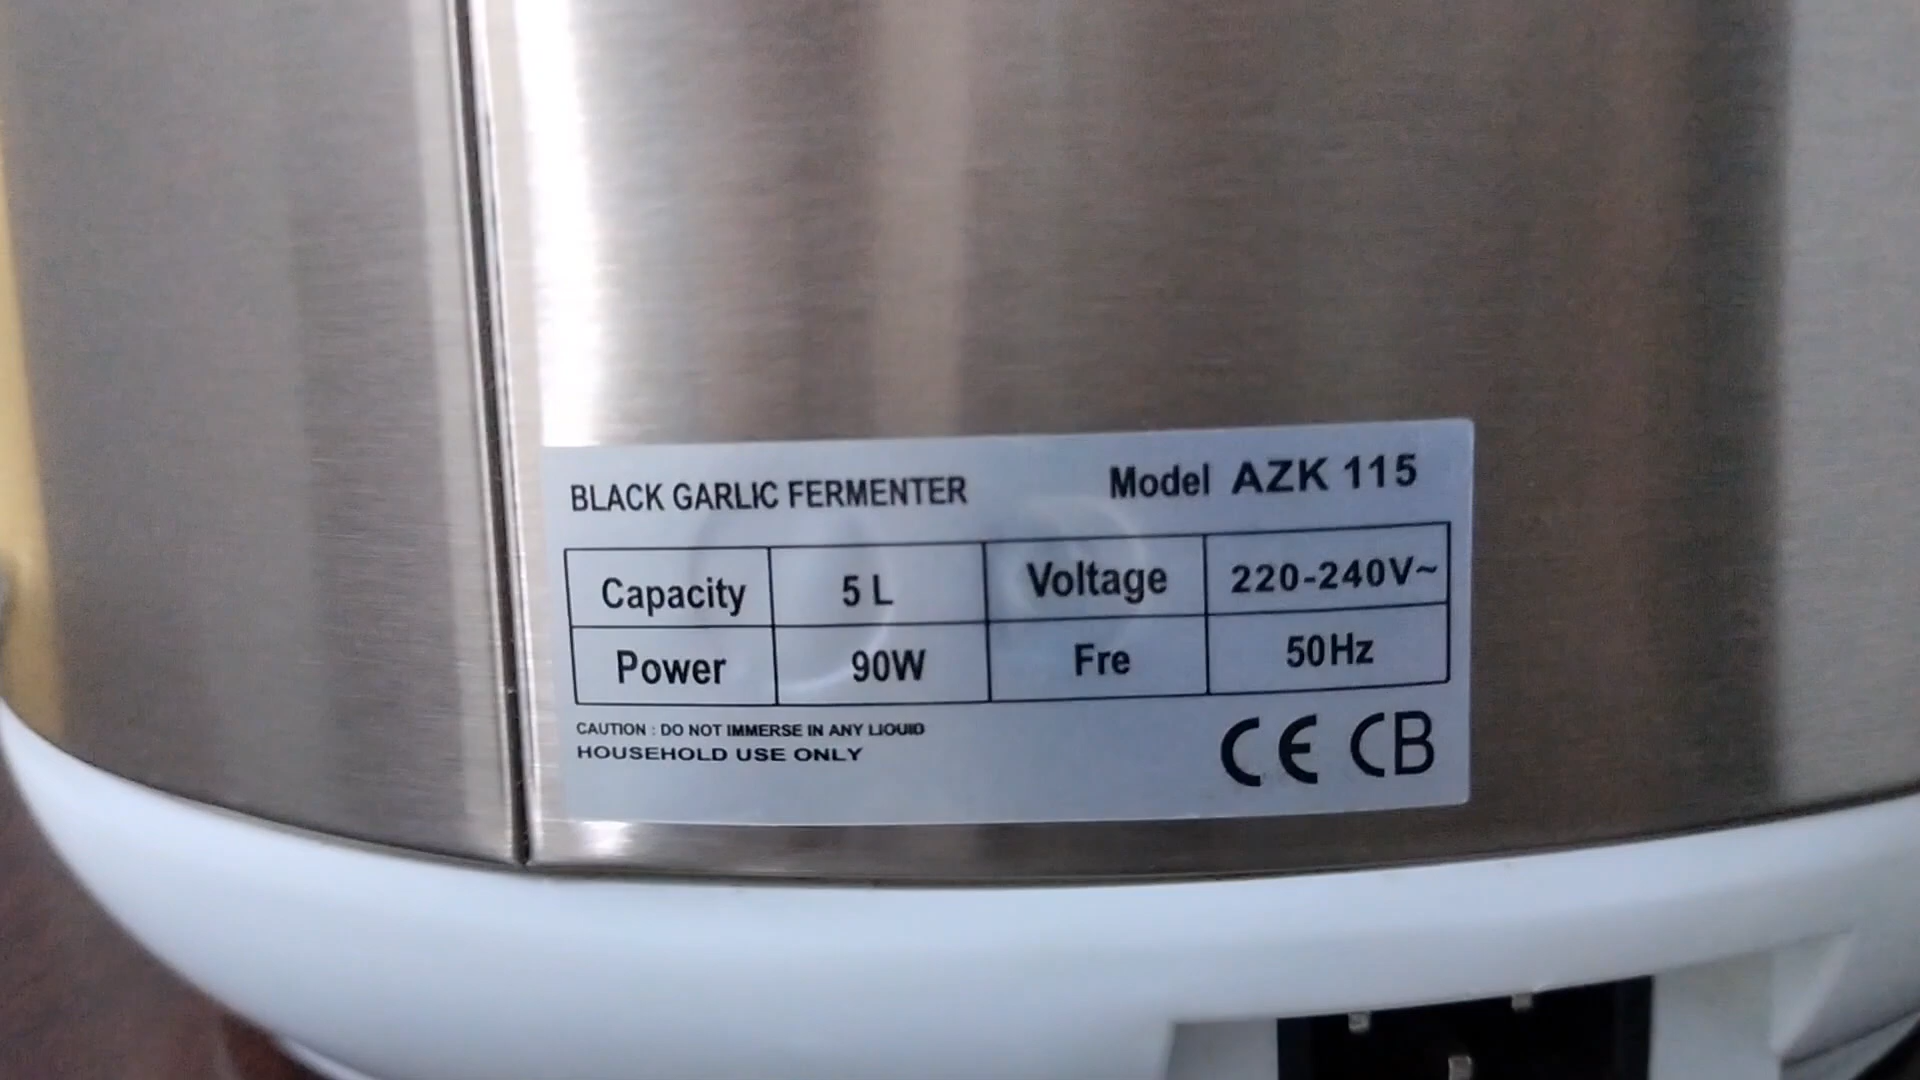 BLACK GARLIC FERMENTER Model AZK 115
Capacity 5 L Voltage 220-240V~
Power 90W Fre 50Hz
CAUTION : DO NOT IMMERSE IN ANY LIQUID
HOUSEHOLD USE ONLY
CE CB